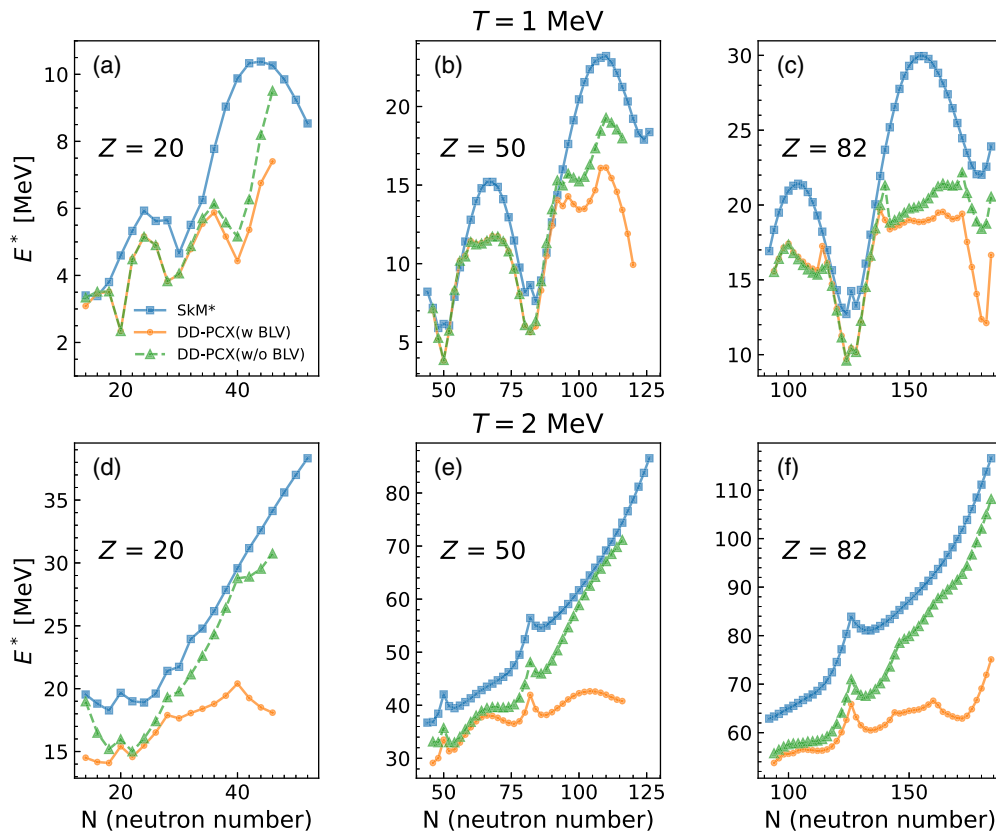 T = 1 MeV
(a)
Z = 20
SkM*
DD-PCX(w BLV)
DD-PCX(w/o BLV)
E* [MeV]
10
8
6
4
2
20
40
(b)
Z = 50
20
15
10
5
50
75
100
125
(c)
Z = 82
30
25
20
15
10
100
150
T = 2 MeV
(d)
Z = 20
E* [MeV]
35
30
25
20
15
20
40
N (neutron number)
(e)
Z = 50
80
70
60
50
40
30
50
75
100
125
N (neutron number)
(f)
Z = 82
110
100
90
80
70
60
100
150
N (neutron number)